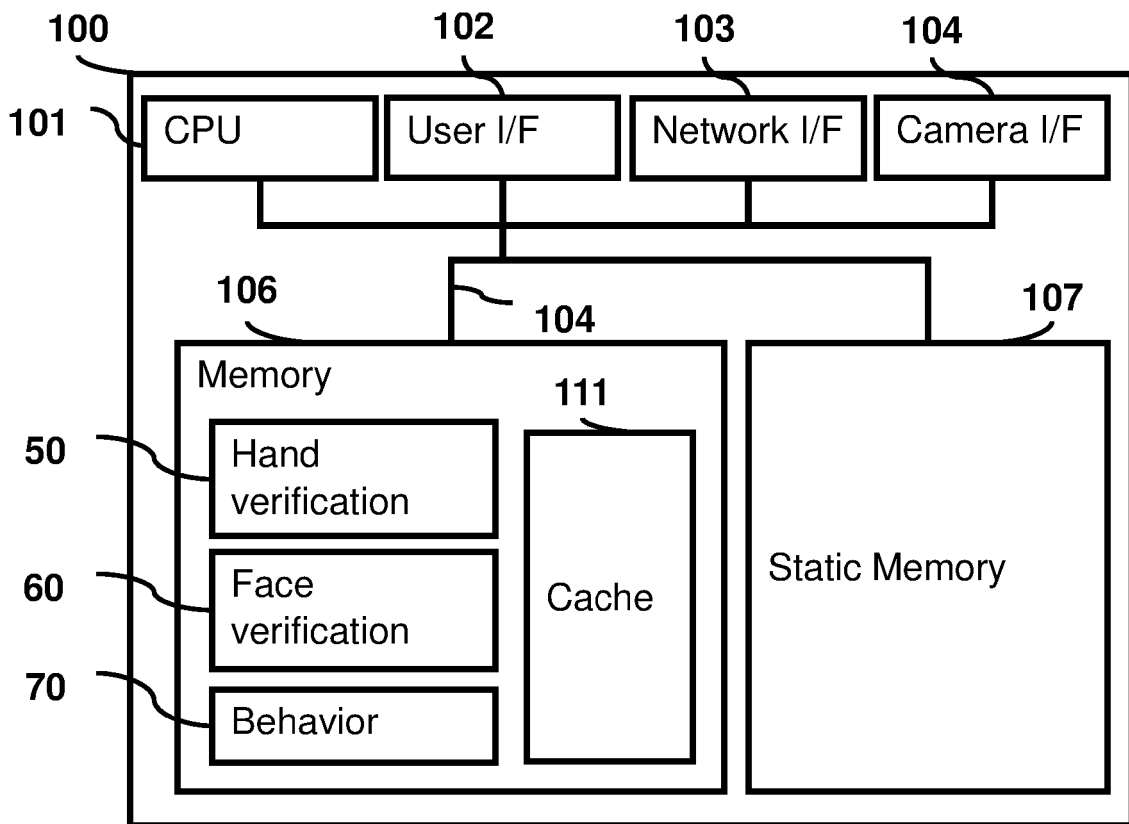 100
102
103
104
101
CPU
User I/F
Network I/F
Camera I/F
106
104
107
Memory
111
50
Hand
verification
60
Face
verification
Cache
Static Memory
70
Behavior